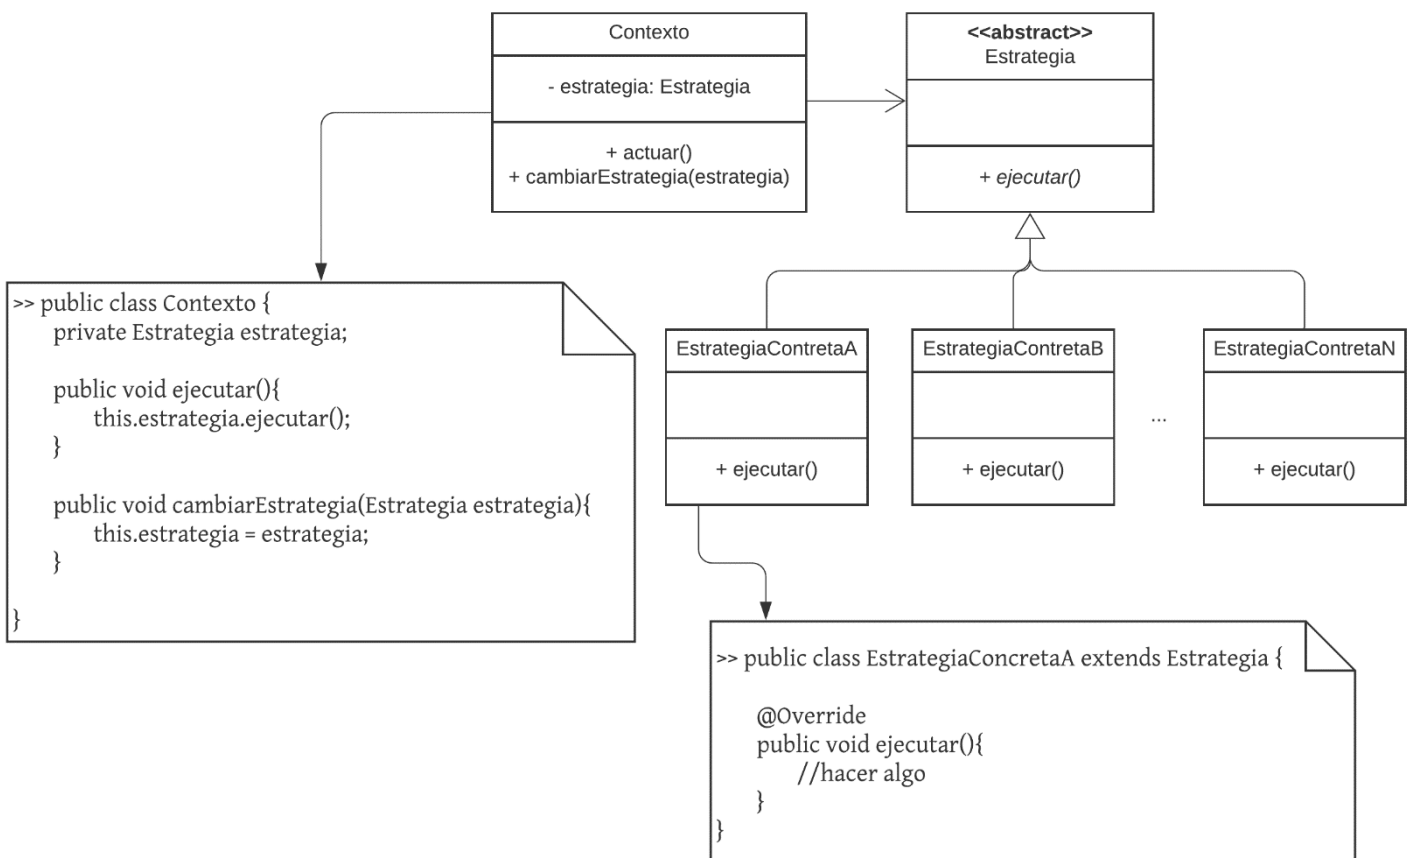 Contexto
- estrategia: Estrategia
+ actuar()
+ cambiarEstrategia(estrategia)
<<abstract>>
Estrategia
+ ejecutar()
>> public class Contexto {
private Estrategia estrategia;
public void ejecutar(){
this.estrategia.ejecutar();
}
public void cambiarEstrategia(Estrategia estrategia){
this.estrategia = estrategia;
}
}
EstrategiaContretaA
+ ejecutar()
EstrategiaContretaB
+ ejecutar()
...
EstrategiaContretaN
+ ejecutar()
>> public class EstrategiaConcretaA extends Estrategia {
@Override
public void ejecutar(){
//hacer algo
}
}